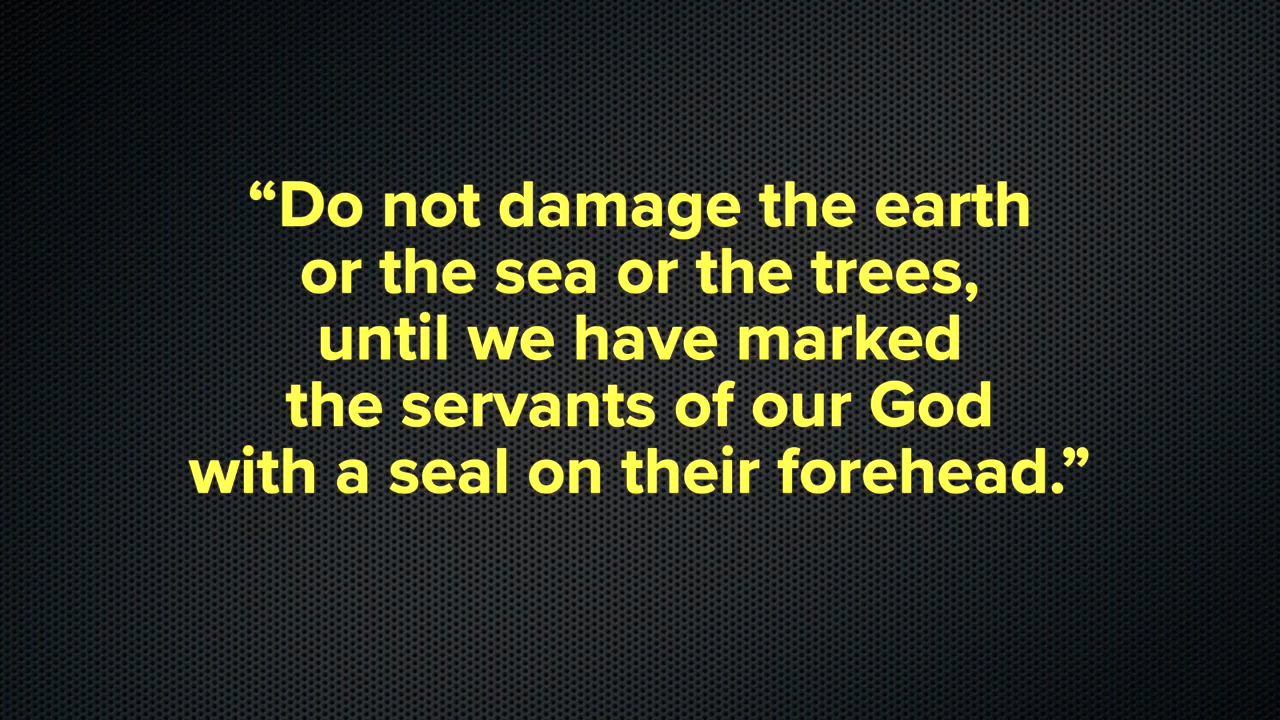 “Do not damage the earth
or the sea or the trees,
until we have marked
the servants of our God
with a seal on their forehead.”